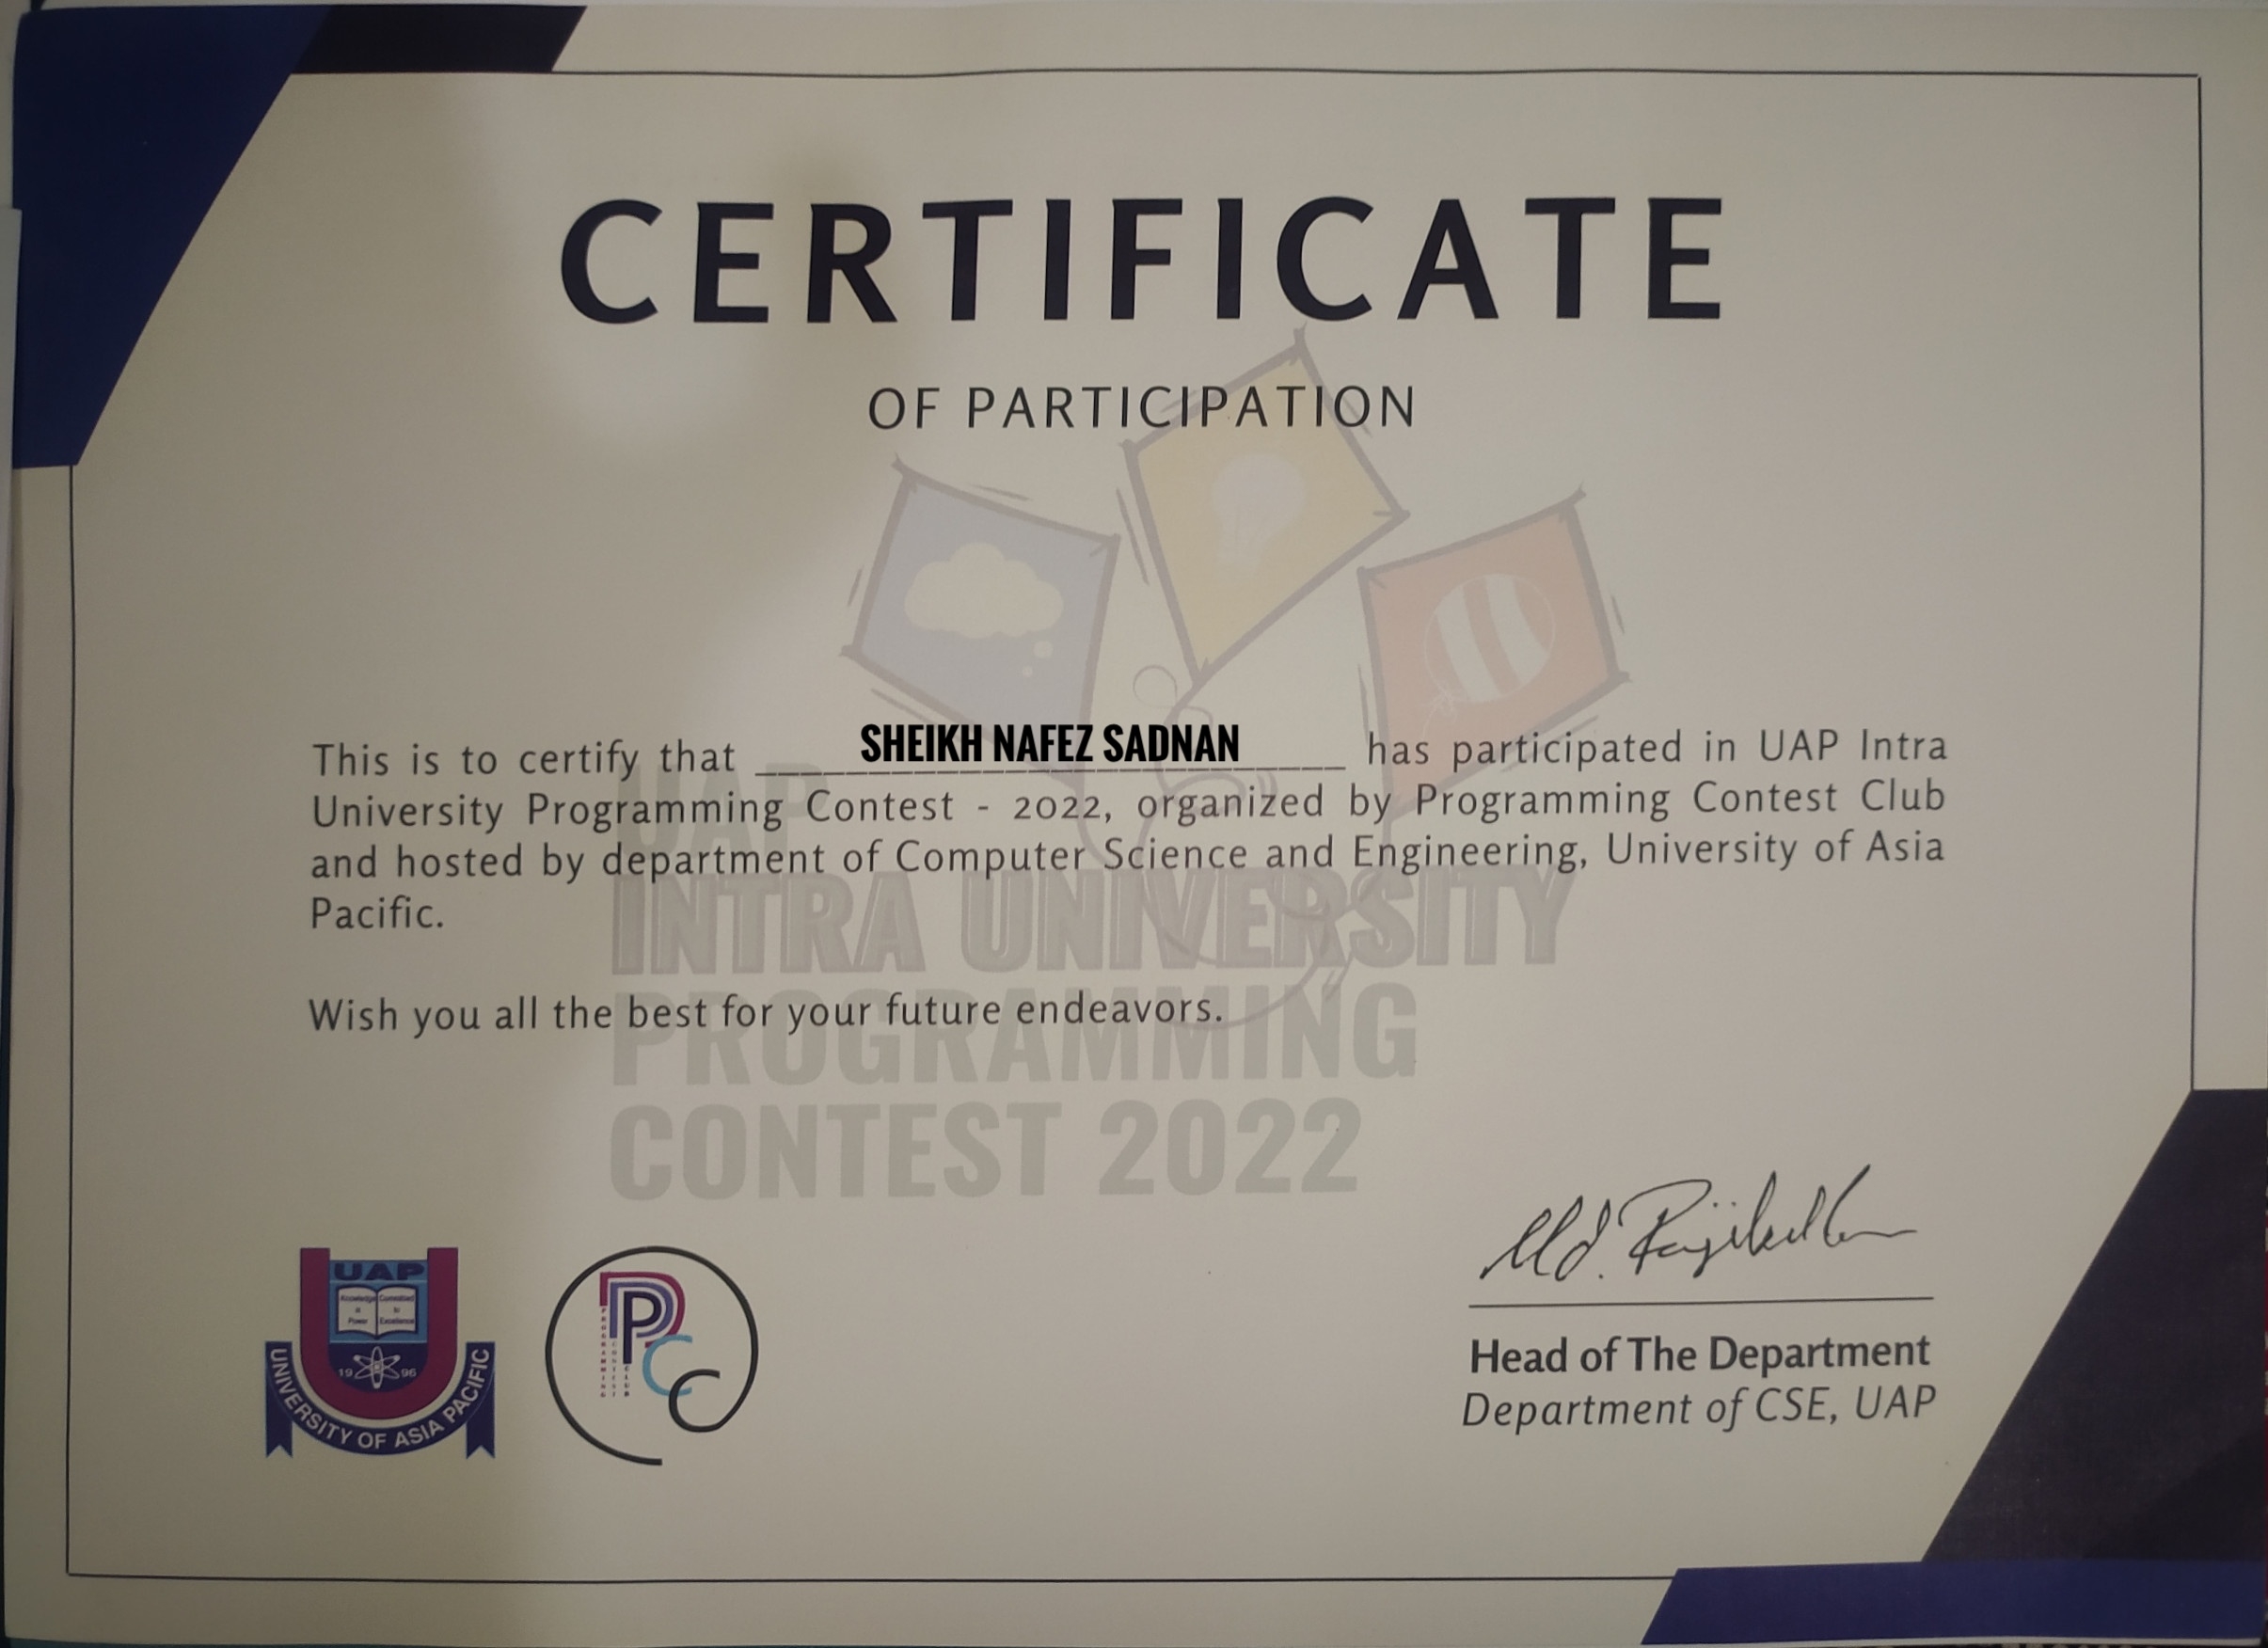 CERTIFICATE
OF PARTICIPATION
This is to certify that __________________________ has participated in UAP Intra
SHEIKH NAFEZ SADNAN
University Programming Contest - 2022, organized by Programming Contest Club
and hosted by department of Computer Science and Engineering, University of Asia
Pacific.
Wish you all the best for your future endeavors.
UAP
INTRA UNIVERSITY
PROGRAMMING
CONTEST 2022
UAP
Knowledge is Power
Committed to Excellence
19 96
UNIVERSITY OF ASIA PACIFIC
PCC
PROGRAMMING
CONTEST
CLUB
Md.
Head of The Department
Department of CSE, UAP